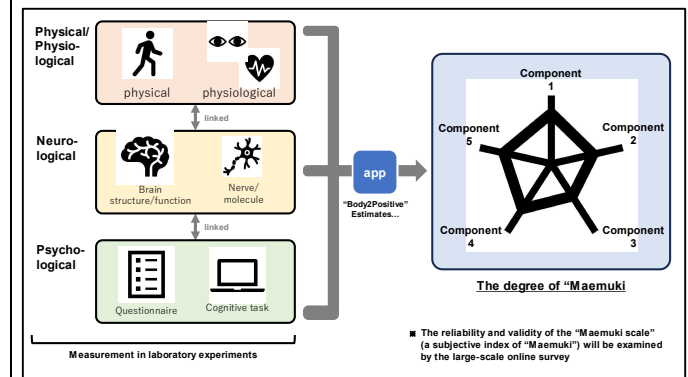 Physical/
Physio-
logical
physical
physiological
linked
Neuro-
logical
Brain
structure/function
Nerve/
molecule
linked
Psycho-
logical
Questionnaire
Cognitive task
Measurement in laboratory experiments
app
“Body2Positive”
Estimates…
Component
1
Component
2
Component
3
Component
4
Component
5
The degree of “Maemuki
※ The reliability and validity of the “Maemuki scale”
(a subjective index of “Maemuki”) will be examined
by the large-scale online survey